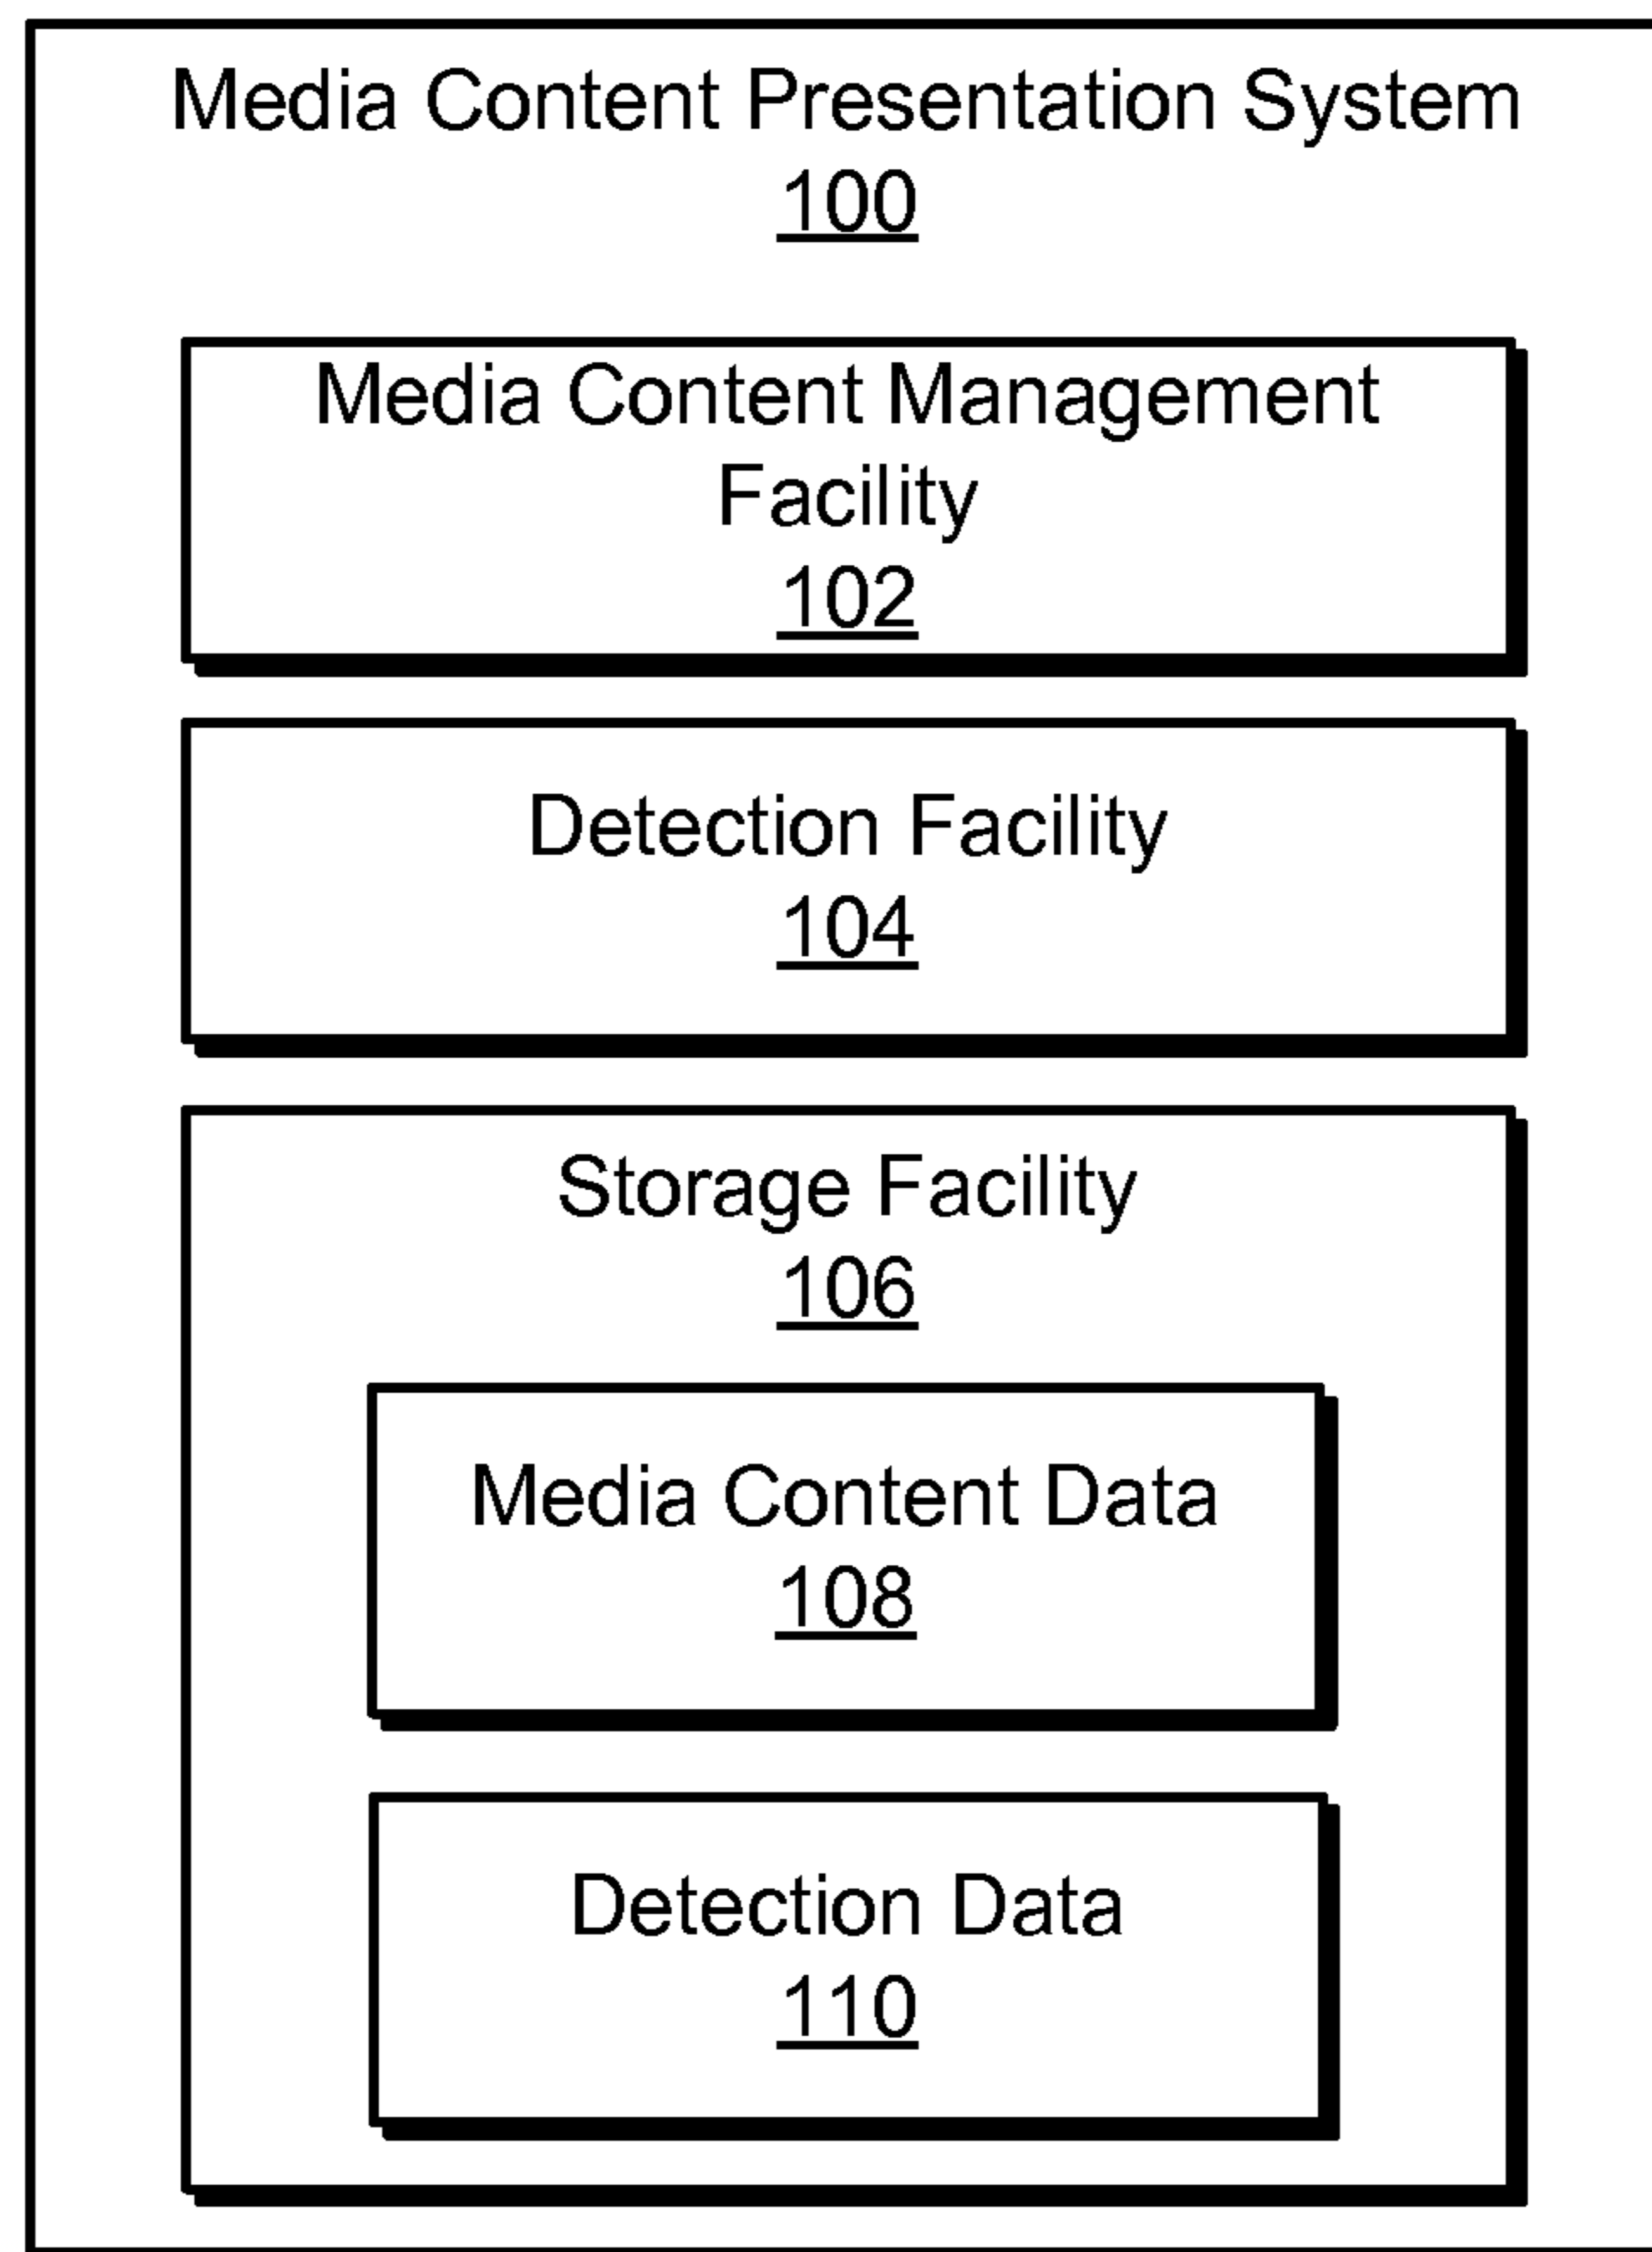 Media Content Presentation System
100
Media Content Management
Facility
102
Detection Facility
104
Storage Facility
106
Media Content Data
108
Detection Data
110